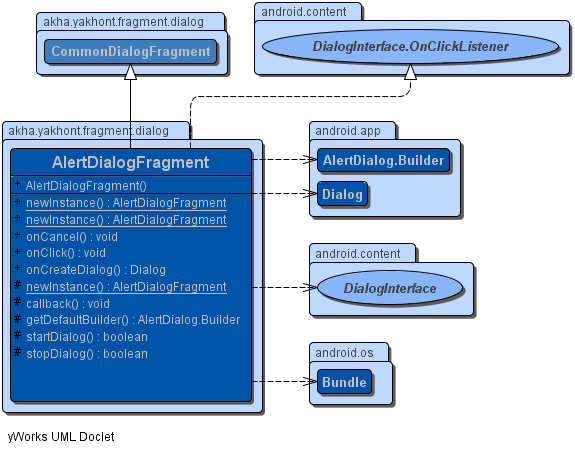 akha.yakhont.fragment.dialog
CommonDialogFragment
android.content
DialogInterface.OnClickListener
akha.yakhont.fragment.dialog
AlertDialogFragment
+ AlertDialogFragment()
+ newInstance() : AlertDialogFragment
+ newInstance() : AlertDialogFragment
+ onCancel() : void
+ onClick() : void
+ onCreateDialog() : Dialog
# newInstance() : AlertDialogFragment
# callback() : void
# getDefaultBuilder() : AlertDialog.Builder
# startDialog() : boolean
# stopDialog() : boolean
android.app
AlertDialog.Builder
Dialog
android.content
DialogInterface
android.os
Bundle
yWorks UML Doclet